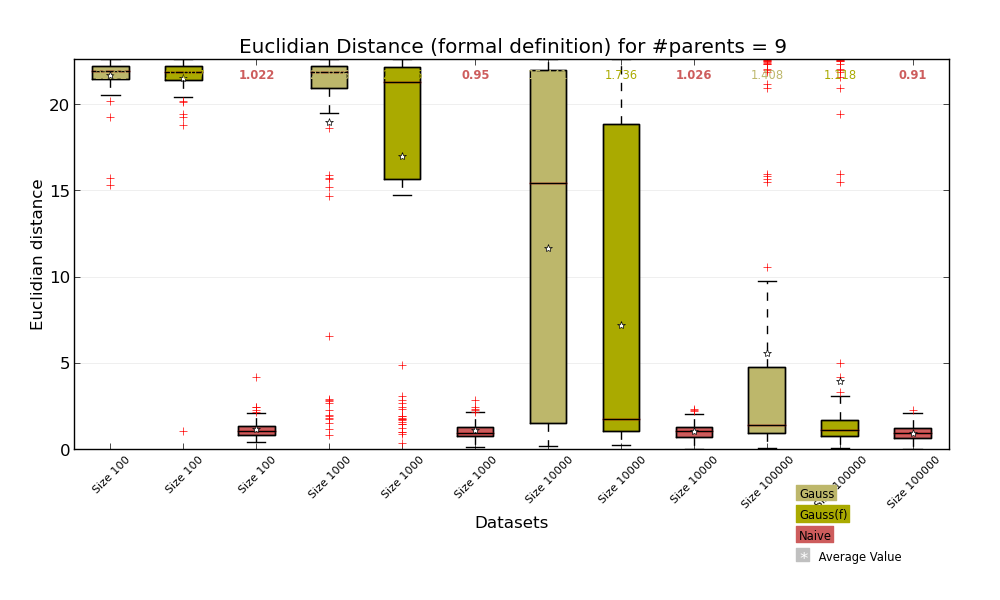 Euclidian Distance (formal definition) for #parents = 9
1.022 0.95 1.736 1.026 1.408 1.118 0.91
20
15
10
5
0
Euclidian distance
Size 100 Size 100 Size 100 Size 1000 Size 1000 Size 1000 Size 10000 Size 10000 Size 10000 Size 100000 Size 100000 Size 100000
Datasets
Gauss
Gauss(f)
Naive
Average Value